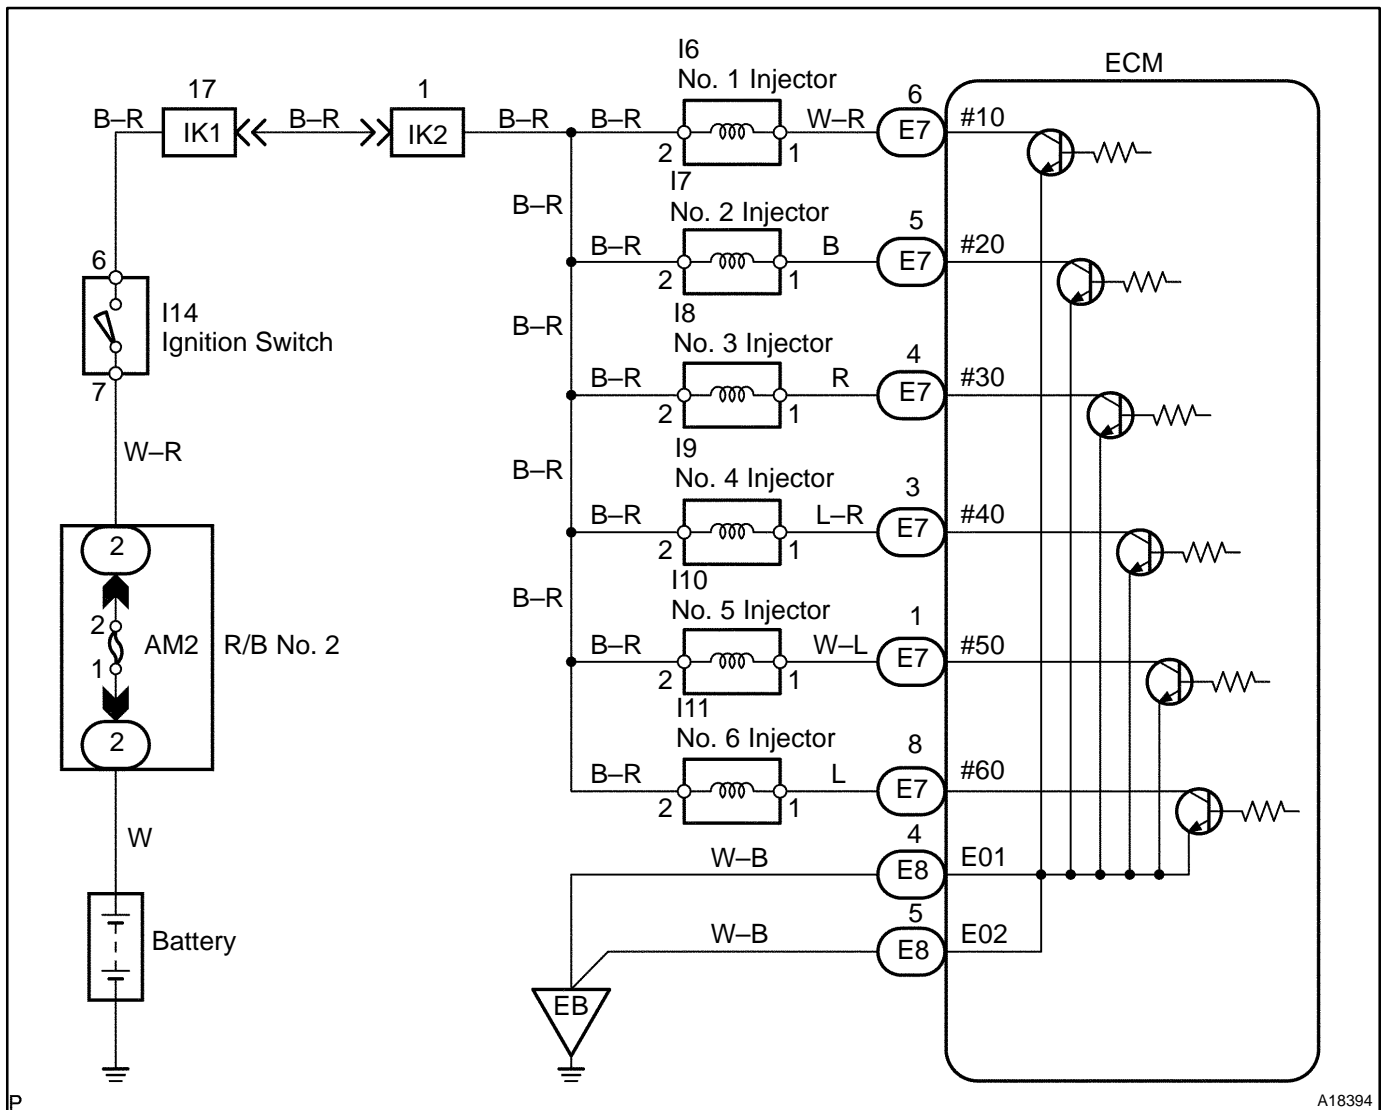 I6
No. 1 Injector
ECM
17
1
6
B–R
IK1
B–R
IK2
B–R
B–R
W–R
E7
#10
2
1
I7
No. 2 Injector
B–R
5
B–R
B
E7
#20
2
1
6
I14
Ignition Switch
7
I8
No. 3 Injector
B–R
4
B–R
R
E7
#30
2
1
W–R
I9
No. 4 Injector
B–R
3
B–R
L–R
E7
#40
2
1
2
2
1
AM2
R/B No. 2
2
I10
No. 5 Injector
B–R
1
B–R
W–L
E7
#50
2
1
I11
No. 6 Injector
8
B–R
L
E7
#60
2
1
W
4
W–B
E8
E01
Battery
5
W–B
E8
E02
EB
P
A18394